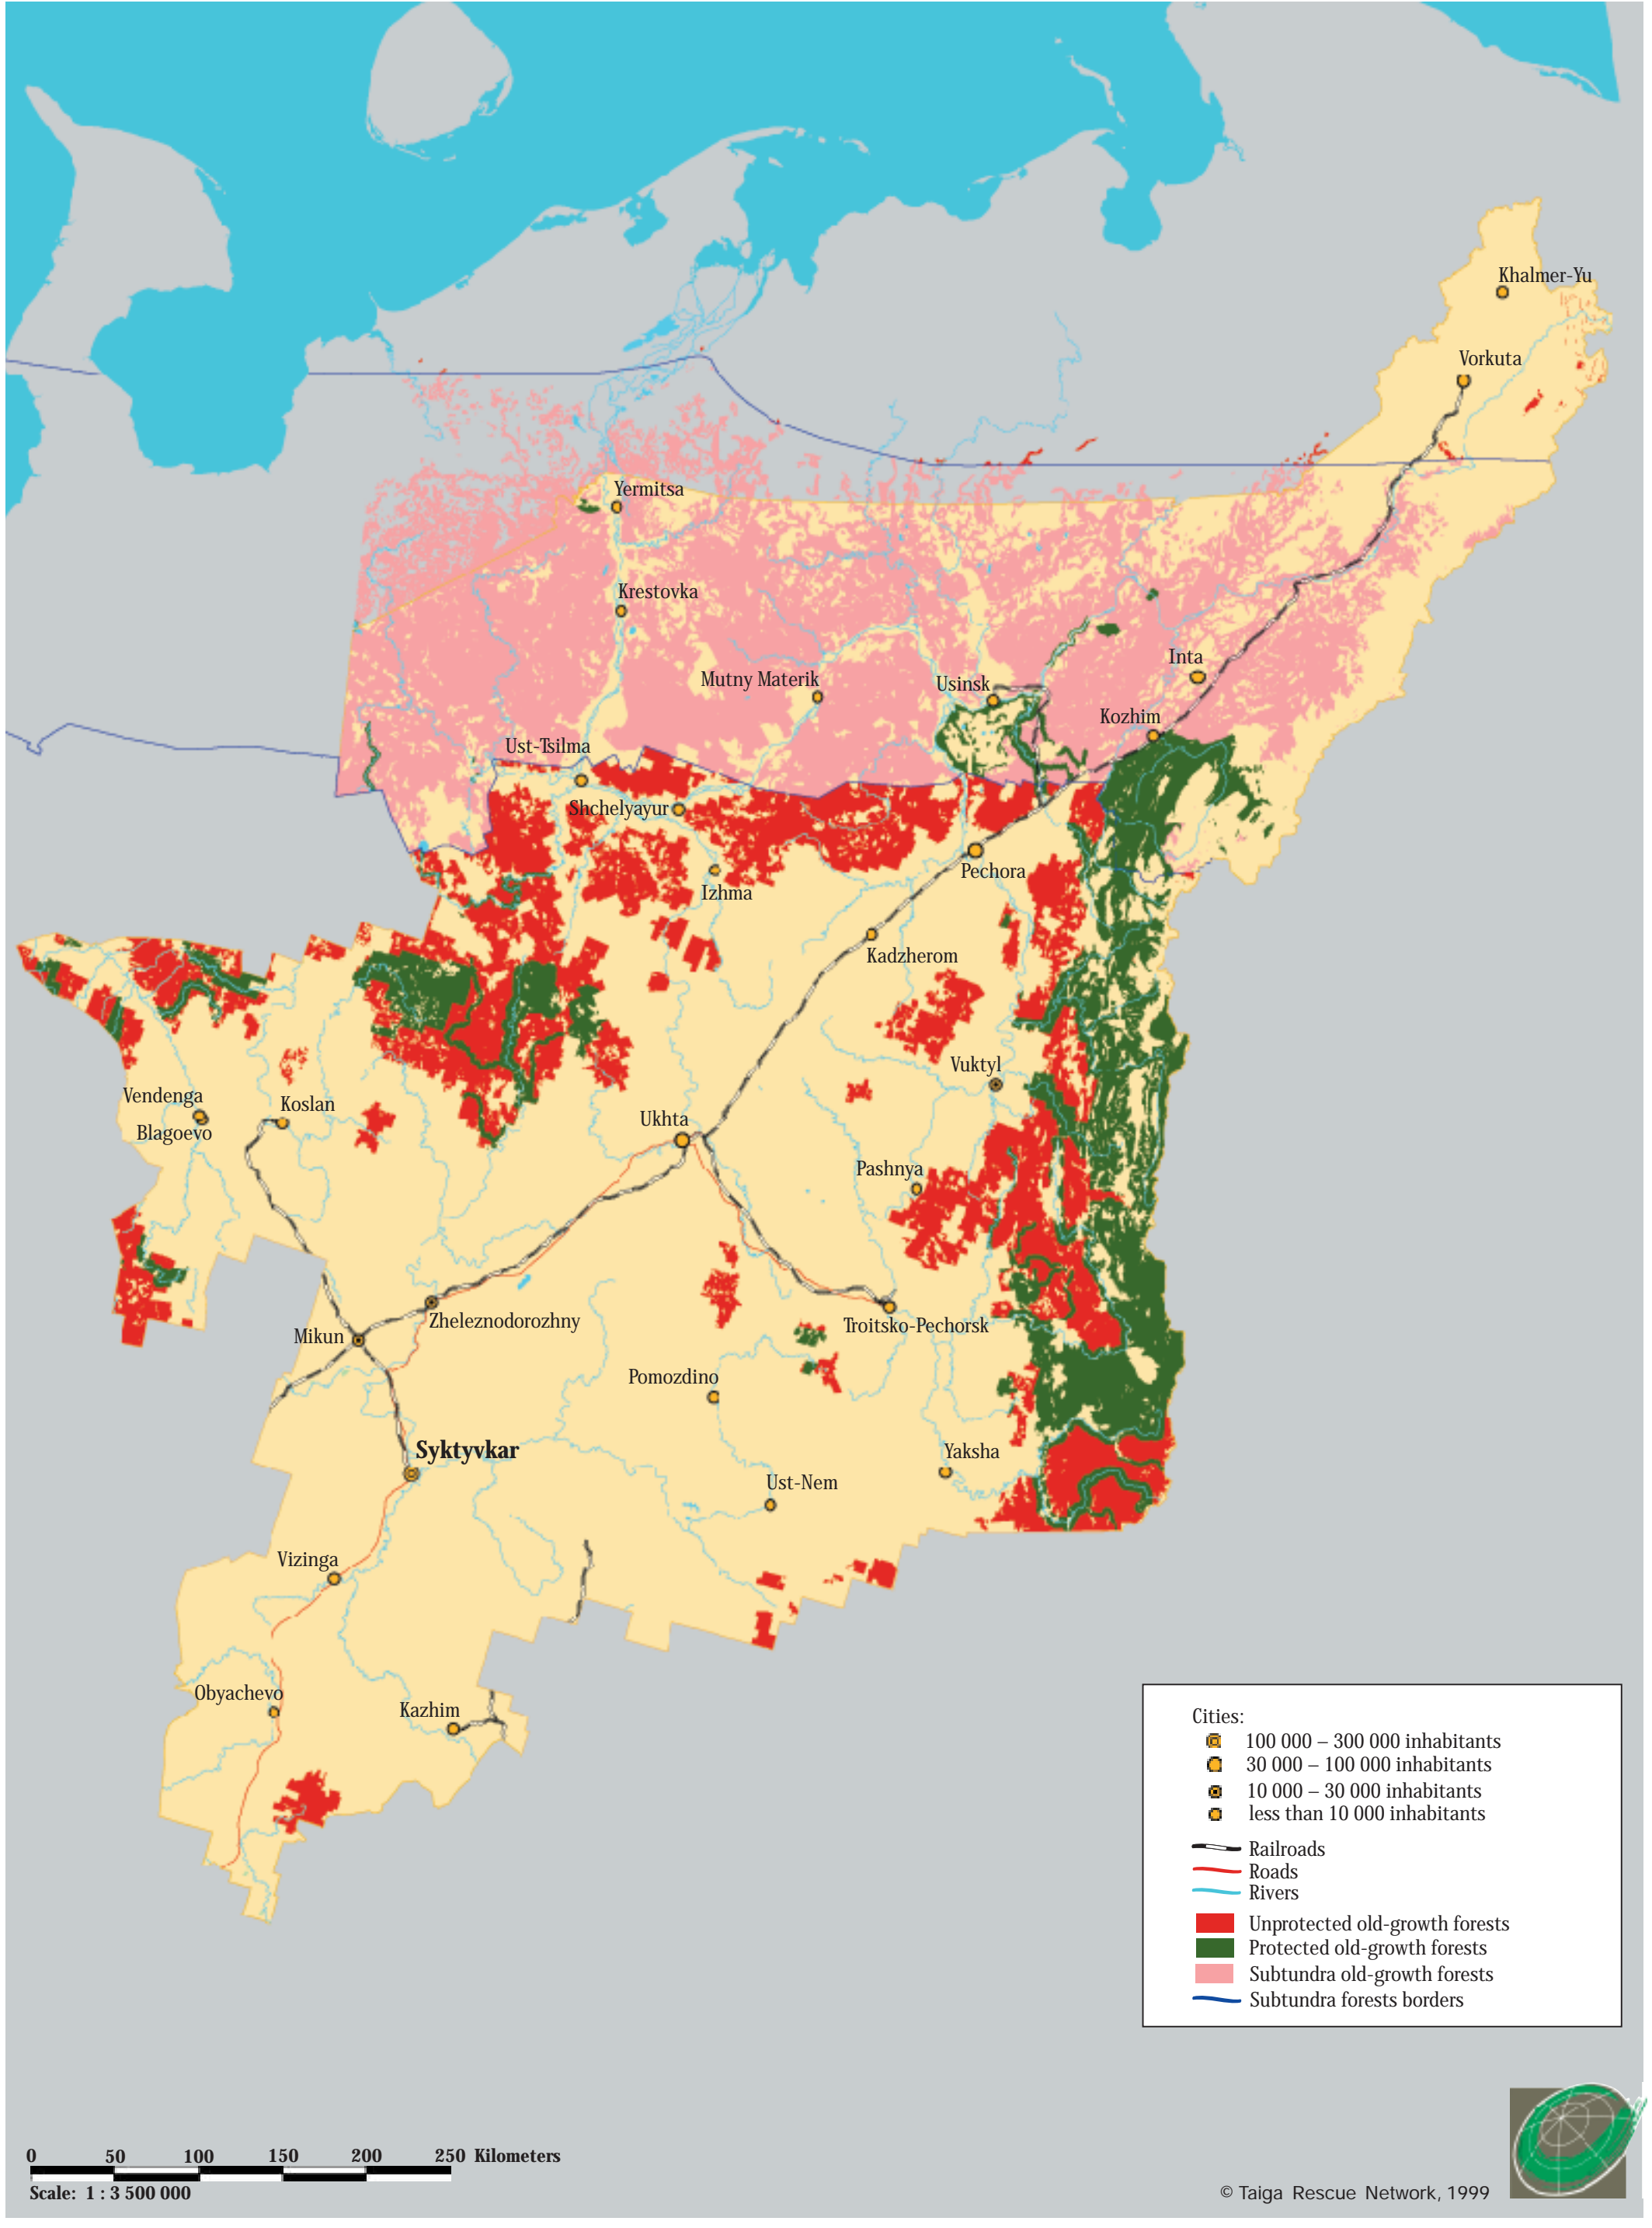 Khalmer-Yu
Vorkuta
Yermitsa
Krestovka
Inta
Mutny Materik
Usinsk
Kozhim
Ust-Tsilma
Shchelyayur
Pechora
Izhma
Kadzherom
Vuktyl
Vendenga
Koslan
Blagoevo
Ukhta
Pashnya
Zheleznodorozhny
Troitsko-Pechorsk
Mikun
Pomozdino
Syktyvkar
Yaksha
Ust-Nem
Vizinga
Obyachevo
Kazhim
Cities:
100 000 – 300 000 inhabitants
30 000 – 100 000 inhabitants
10 000 – 30 000 inhabitants
less than 10 000 inhabitants
Railroads
Roads
Rivers
Unprotected old-growth forests
Protected old-growth forests
Subtundra old-growth forests
Subtundra forests borders
0 50 100 150 200 250 Kilometers
Scale: 1 : 3 500 000
© Taiga Rescue Network, 1999